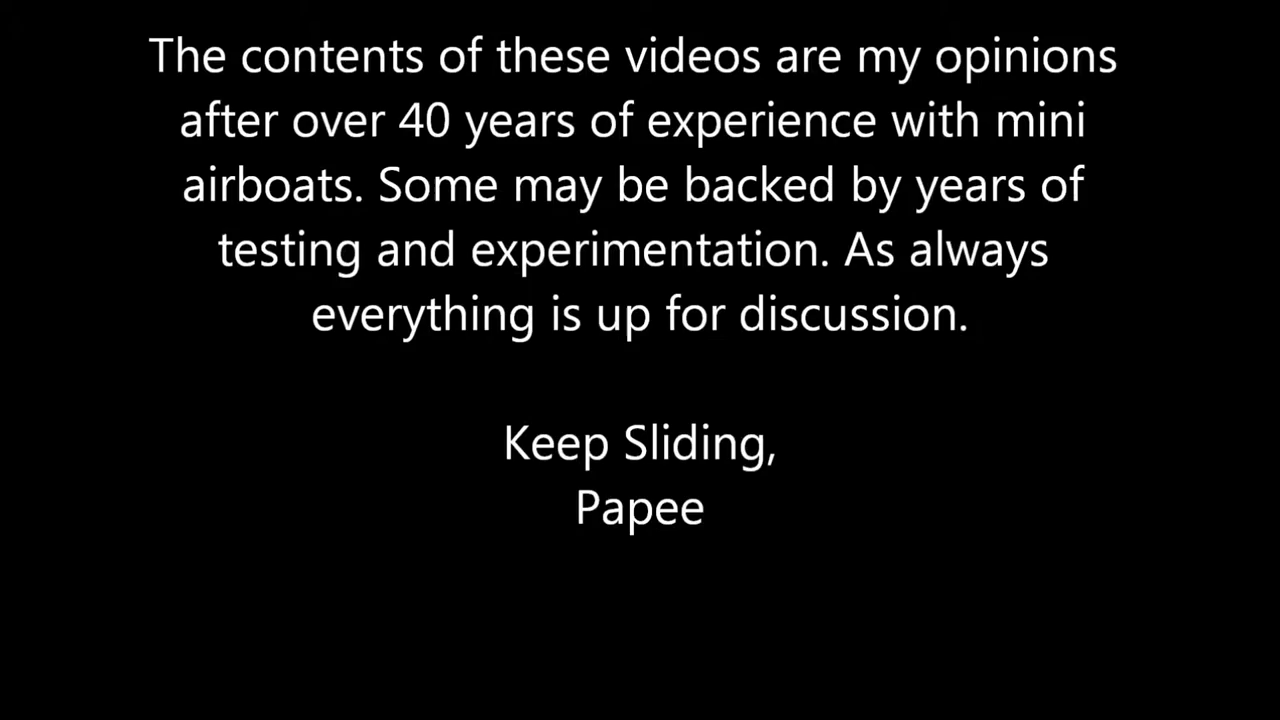 The contents of these videos are my opinions
after over 40 years of experience with mini
airboats. Some may be backed by years of
testing and experimentation. As always
everything is up for discussion.
Keep Sliding,
Papee